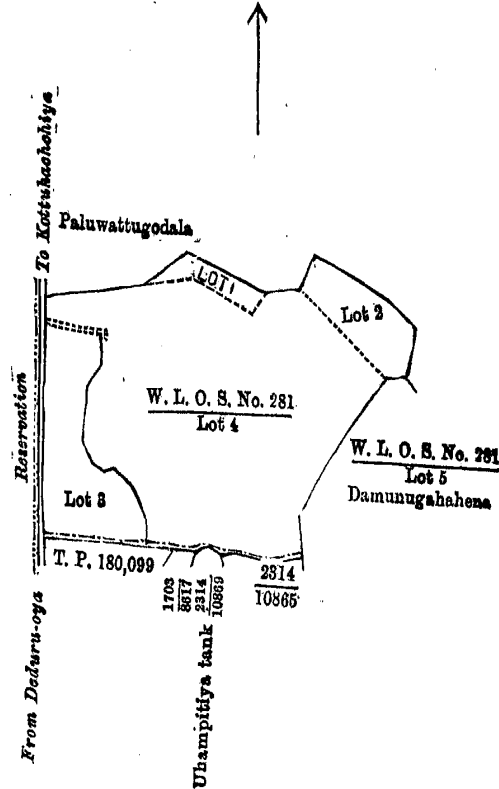 To Kottukachchiya
Paluwattugodala
LOT 1
Lot 2
W. L. O. S. No. 281
Lot 4
Reservation
W. L. O. S. No. 281
Lot 5
Damunugahahena
Lot 3
T. P. 180,099
1703
8617
2314
10869
2314
10865
From Deduru-oya
Uhampitiya tank